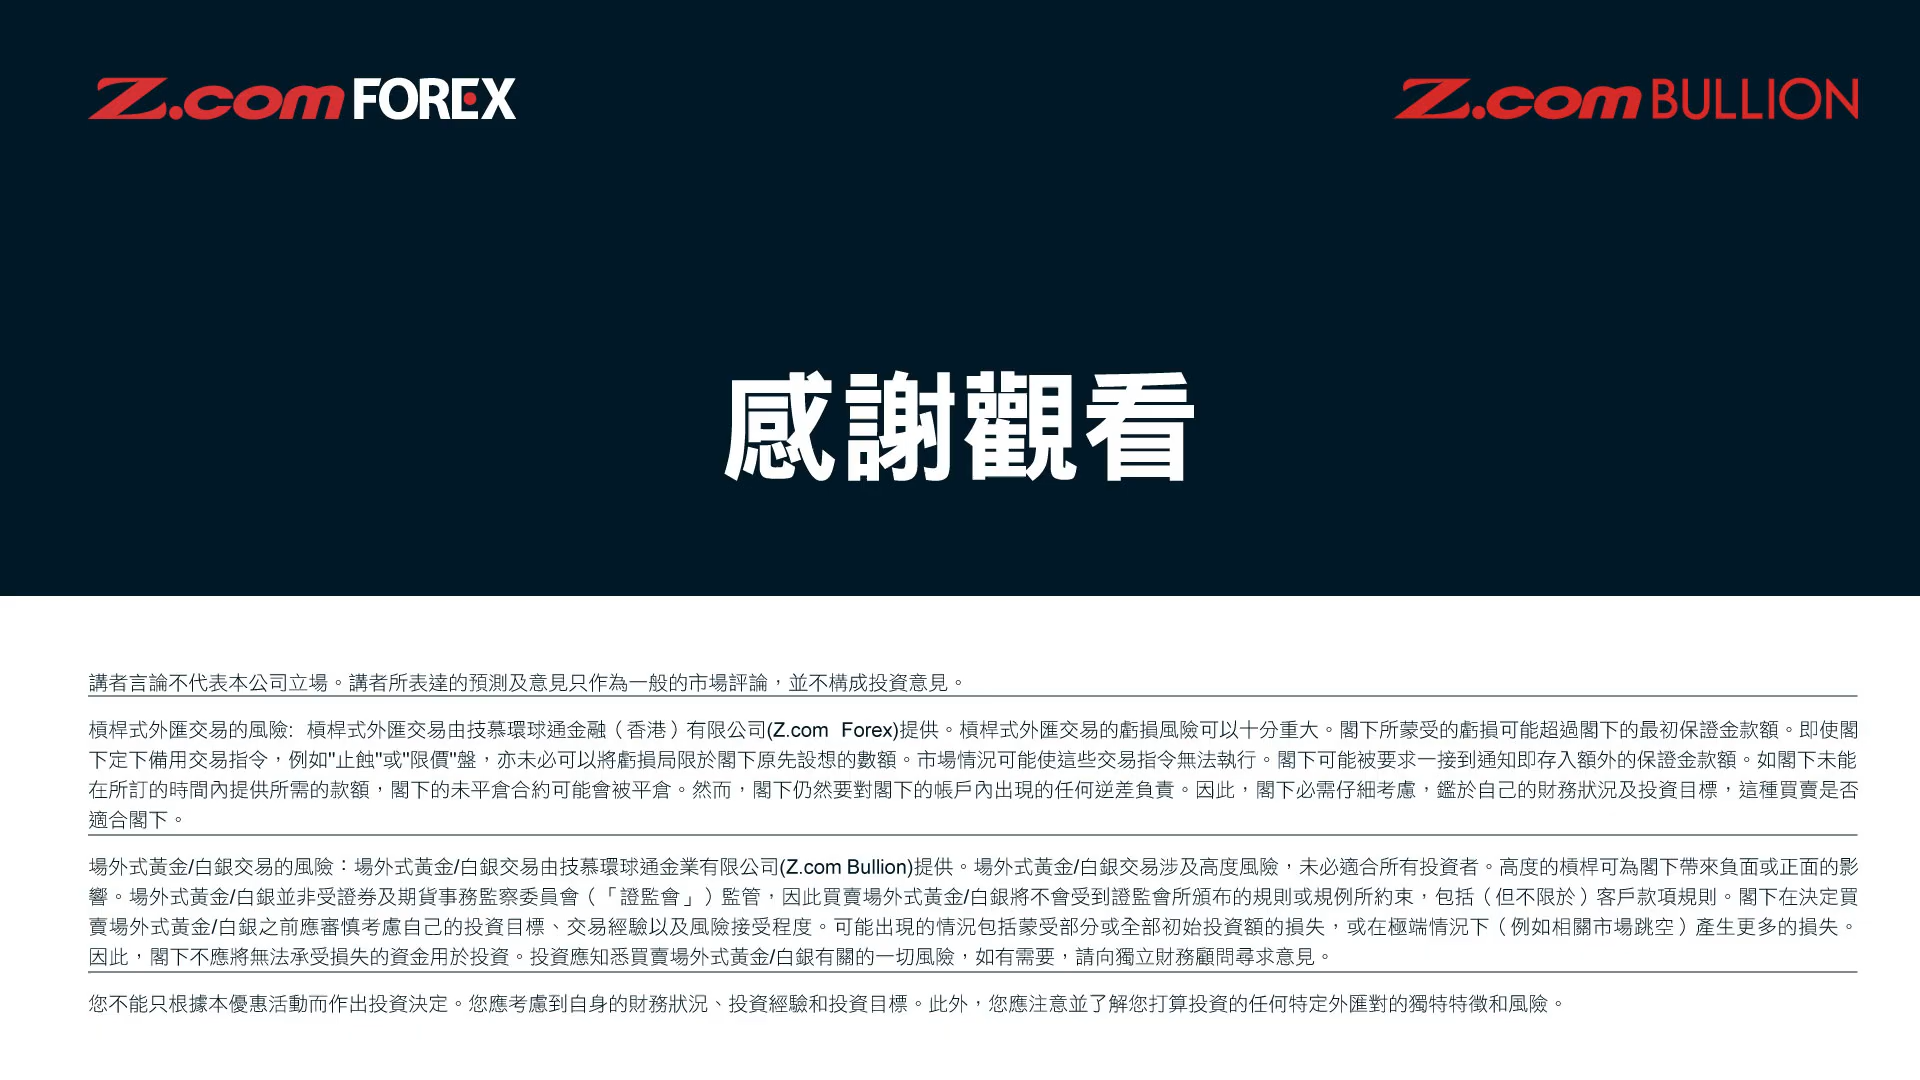 Z.com FOREX
Z.com BULLION
感謝觀看
講者言論不代表本公司立場。講者所表達的預測及意見只作為一般的市場評論，並不構成投資意見。
槓桿式外匯交易的風險: 槓桿式外匯交易由技慕環球通金融（香港）有限公司(Z.com Forex)提供。槓桿式外匯交易的虧損風險可以十分重大。閣下所蒙受的虧損可能超過閣下的最初保證金款額。即使閣
下定下備用交易指令，例如"止蝕"或"限價"盤，亦未必可以將虧損局限於閣下原先設想的數額。市場情況可能使這些交易指令無法執行。閣下可能被要求一接到通知即存入額外的保證金款額。如閣下未能
在所訂的時間內提供所需的款額，閣下的未平倉合約可能會被平倉。然而，閣下仍然要對閣下的帳戶內出現的任何逆差負責。因此，閣下必需仔細考慮，鑑於自己的財務狀況及投資目標，這種買賣是否
適合閣下。
場外式黃金/白銀交易的風險：場外式黃金/白銀交易由技慕環球通金業有限公司(Z.com Bullion)提供。場外式黃金/白銀交易涉及高度風險，未必適合所有投資者。高度的槓桿可為閣下帶來負面或正面的影
響。場外式黃金/白銀並非受證券及期貨事務監察委員會（「證監會」）監管，因此買賣場外式黃金/白銀將不會受到證監會所頒布的規則或規例所約束，包括（但不限於）客戶款項規則。閣下在決定買
賣場外式黃金/白銀之前應審慎考慮自己的投資目標、交易經驗以及風險接受程度。可能出現的情況包括蒙受部分或全部初始投資額的損失，或在極端情況下（例如相關市場跳空）產生更多的損失。
因此，閣下不應將無法承受損失的資金用於投資。投資應知悉買賣場外式黃金/白銀有關的一切風險，如有需要，請向獨立財務顧問尋求意見。
您不能只根據本優惠活動而作出投資決定。您應考慮到自身的財務狀況、投資經驗和投資目標。此外，您應注意並了解您打算投資的任何特定外匯對的獨特特徵和風險。